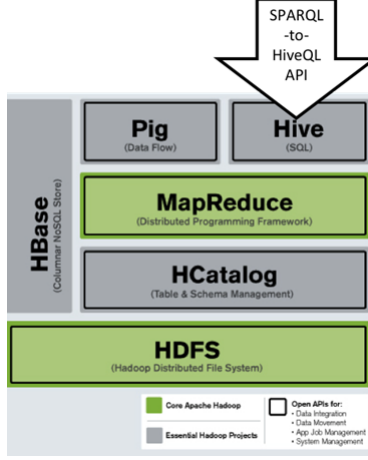 SPARQL
-to-
HiveQL
API
Pig
(Data Flow)
Hive
(SQL)
HBase
(Columnar NoSQL Store)
MapReduce
(Distributed Programming Framework)
HCatalog
(Table & Schema Management)
HDFS
(Hadoop Distributed File System)
Core Apache Hadoop
Essential Hadoop Projects
Open APIs for:
• Data Integration
• Data Movement
• App Job Management
• System Management